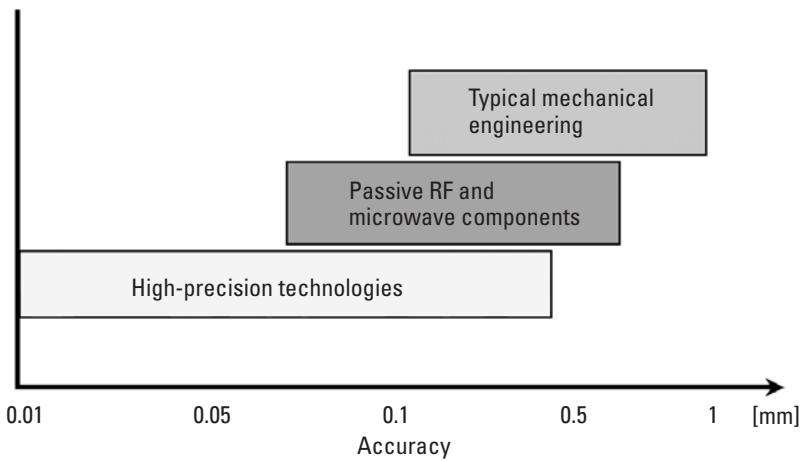 Typical mechanical
engineering
Passive RF and
microwave components
High-precision technologies
0.01 0.05 0.1 0.5 1 [mm]
Accuracy